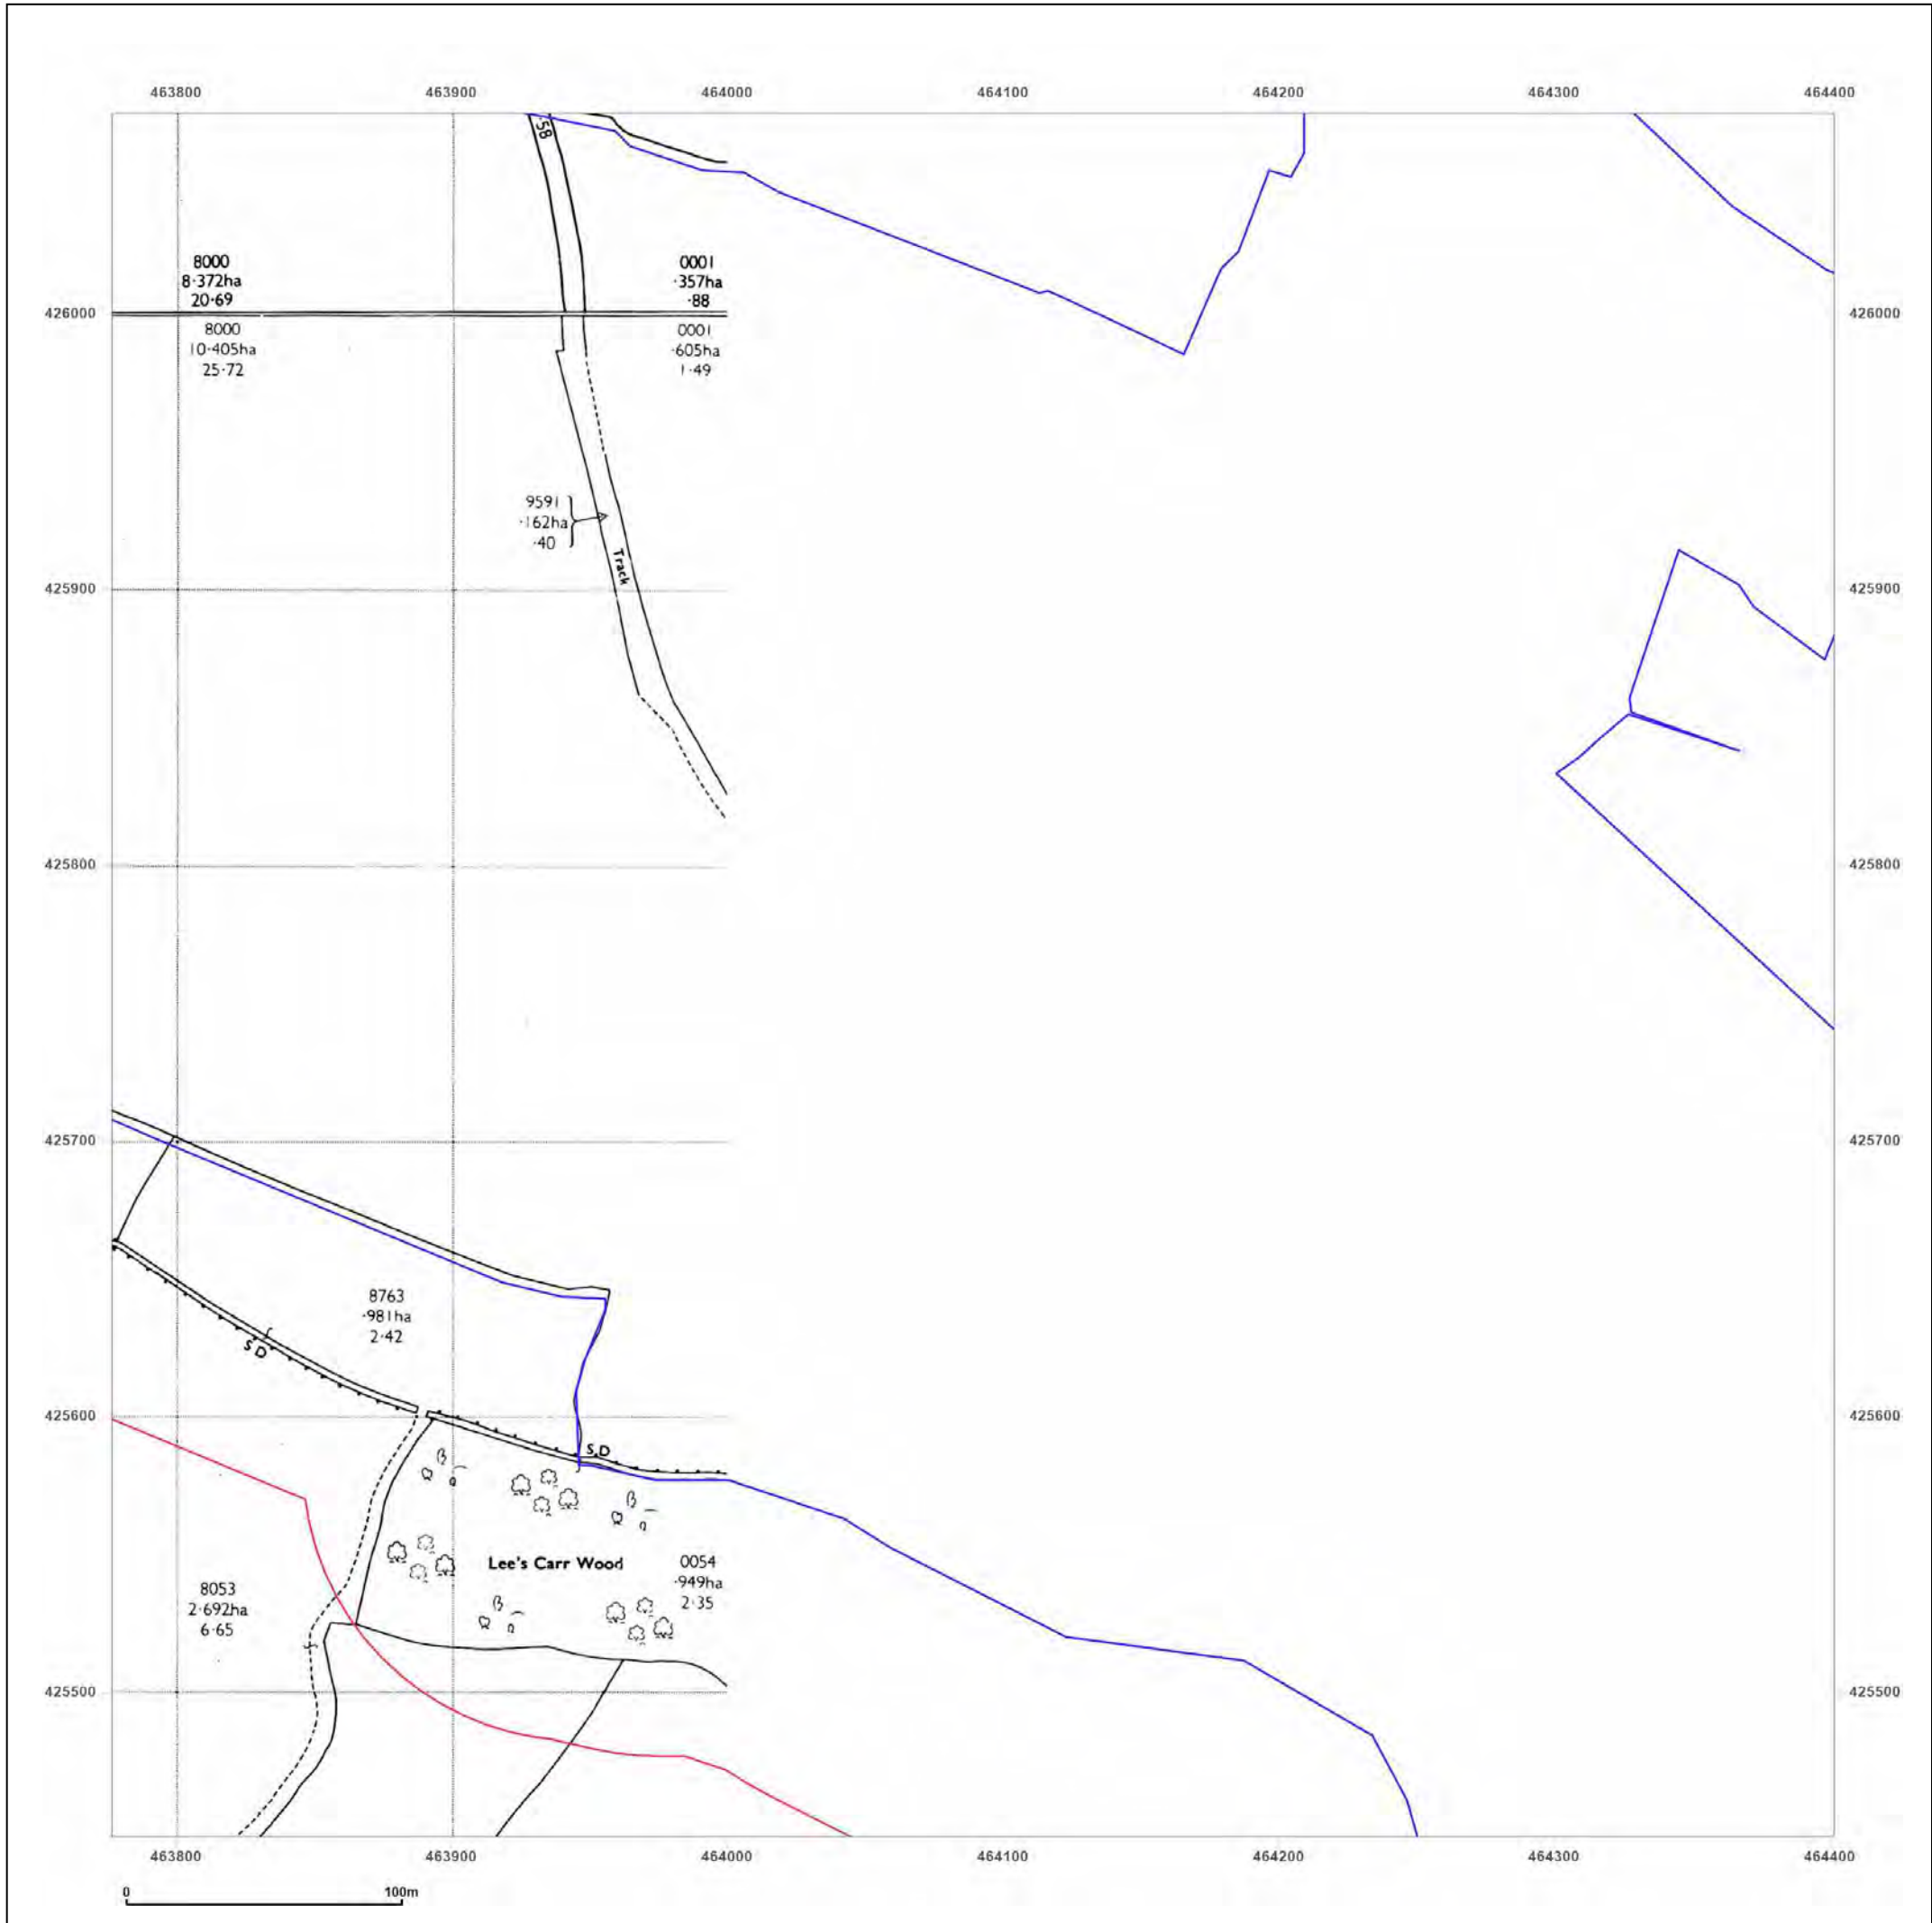 463800 463900 464000 464100 464200 464300 464400
·58
8000
8·372ha
20·69
0001
·357ha
·88
426000 426000
8000
10·405ha
25·72
0001
·605ha
1·49
9591
·162ha
·40
Track
425900 425900
425800 425800
425700 425700
8763
·981ha
2·42
S D
425600 425600
S D
Lee's Carr Wood
0054
·949ha
2·35
8053
2·692ha
6·65
425500 425500
463800 463900 464000 464100 464200 464300 464400
0 100m